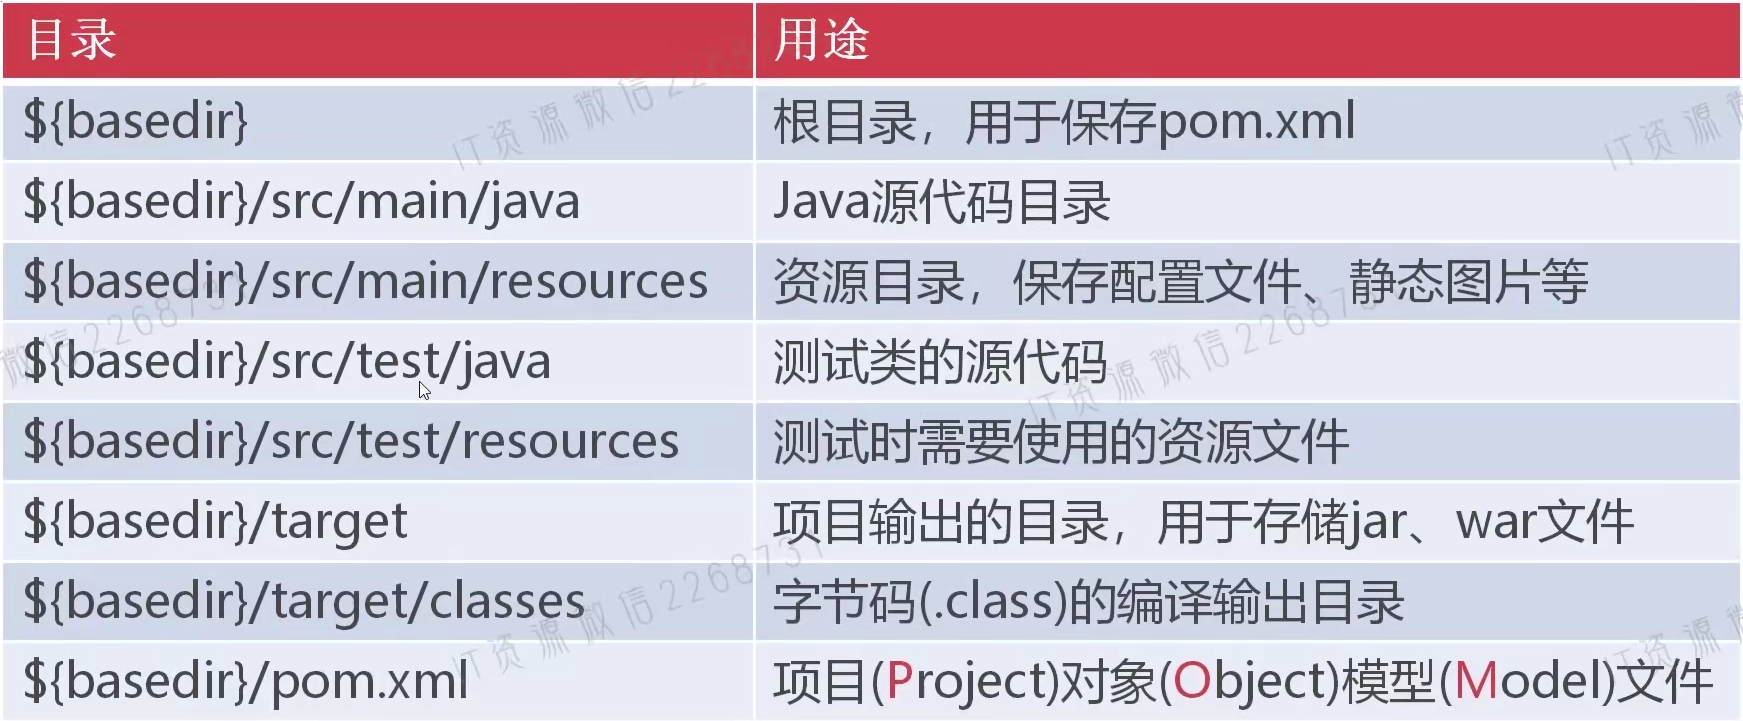 目录 用途
${basedir} 根目录，用于保存pom.xml
${basedir}/src/main/java Java源代码目录
${basedir}/src/main/resources 资源目录，保存配置文件、静态图片等
${basedir}/src/test/java 测试类的源代码
${basedir}/src/test/resources 测试时需要使用的资源文件
${basedir}/target 项目输出的目录，用于存储jar、war文件
${basedir}/target/classes 字节码(.class)的编译输出目录
${basedir}/pom.xml 项目(Project)对象(Object)模型(Model)文件
IT资源微信2268731